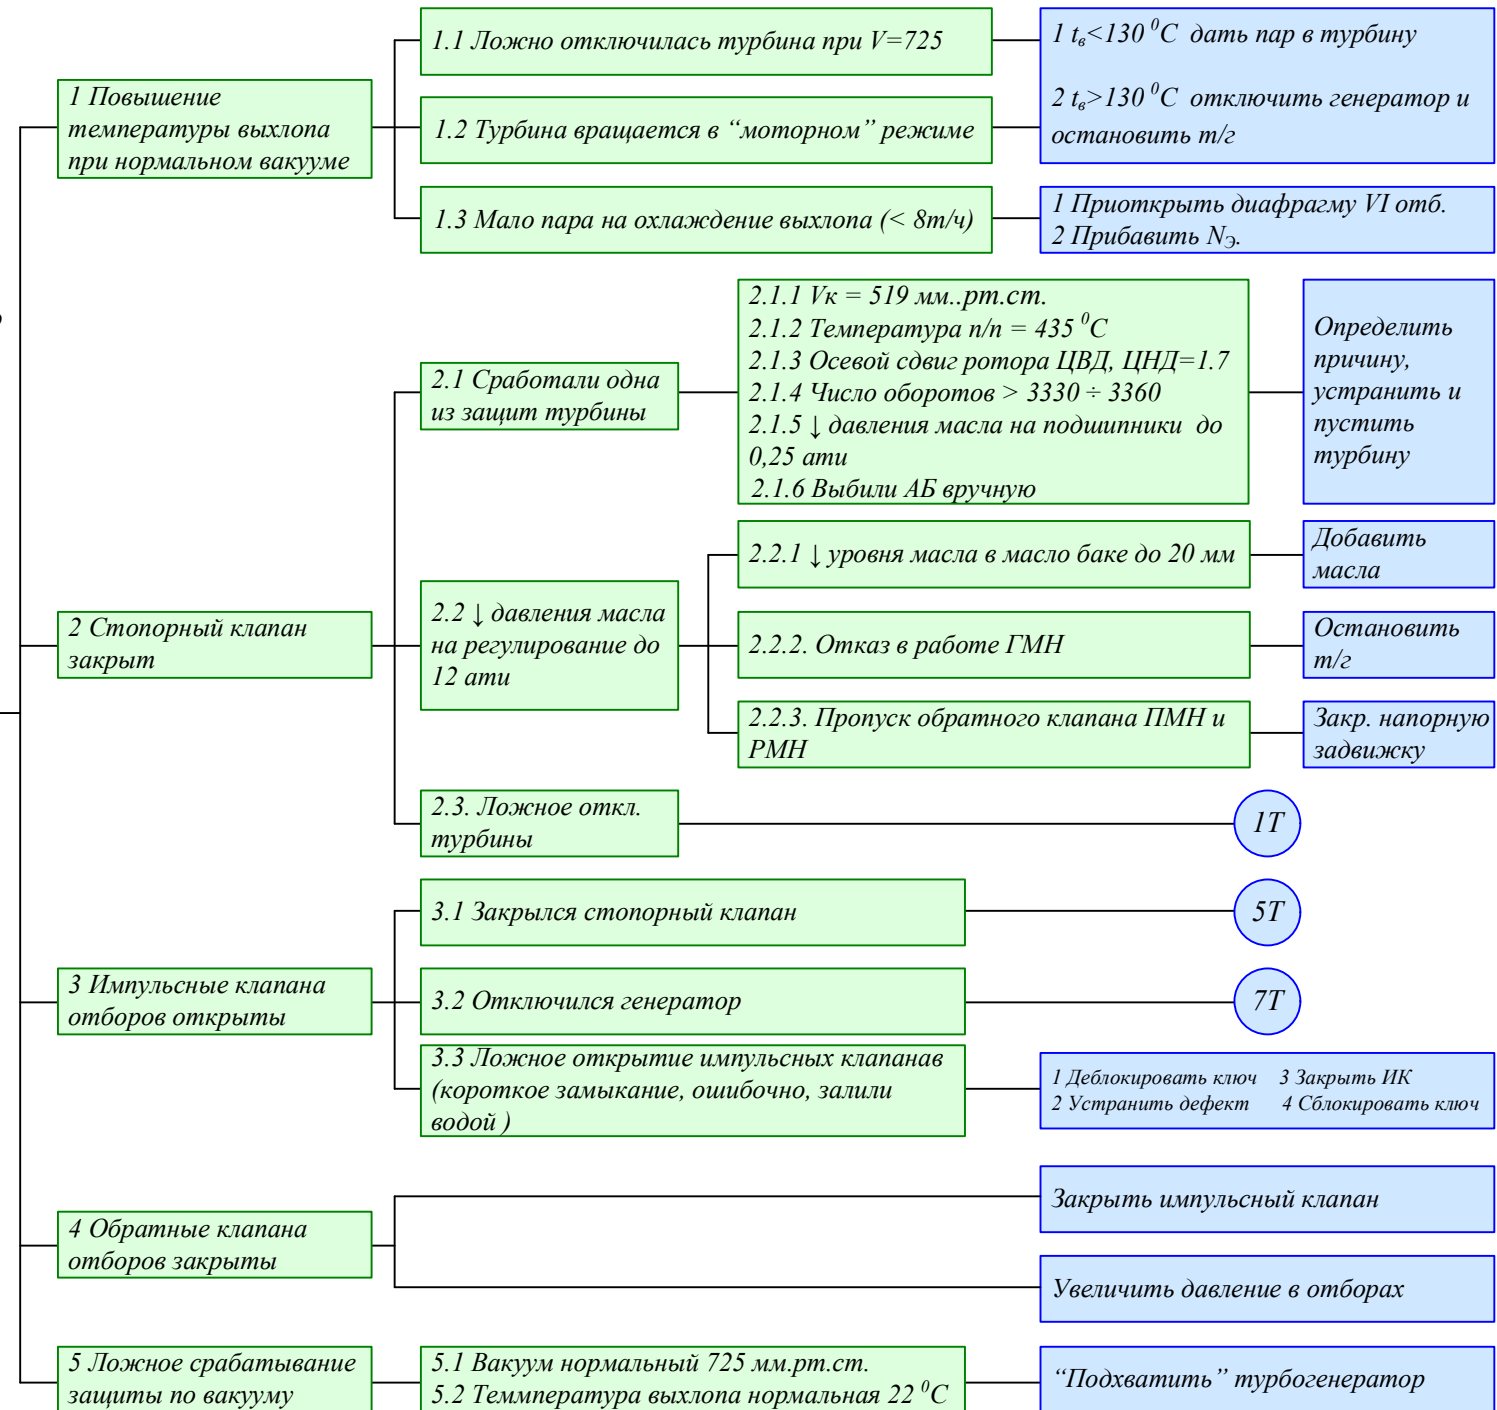 1 Повышение
температуры выхлопа
при нормальном вакууме
1.1 Ложно отключилась турбина при V=725
1.2 Турбина вращается в “моторном” режиме
1 tв<130 ⁰С дать пар в турбину
2 tв>130 ⁰С отключить генератор и
остановить т/г
1.3 Мало пара на охлаждение выхлопа (< 8т/ч)
1 Приоткрыть диафрагму VI отб.
2 Прибавить NЭ.
2 Стопорный клапан
закрыт
2.1 Сработали одна
из защит турбины
2.1.1 Vк = 519 мм..рт.ст.
2.1.2 Температура п/п = 435 ⁰С
2.1.3 Осевой сдвиг ротора ЦВД, ЦНД=1.7
2.1.4 Число оборотов > 3330 ÷ 3360
2.1.5 ↓ давления масла на подшипники до
0,25 ати
2.1.6 Выбили АБ вручную
Определить
причину,
устранить и
пустить
турбину
2.2 ↓ давления масла
на регулирование до
12 ати
2.2.1 ↓ уровня масла в масло баке до 20 мм
Добавить
масла
2.2.2. Отказ в работе ГМН
Остановить
т/г
2.2.3. Пропуск обратного клапана ПМН и
РМН
Закр. напорную
задвижку
2.3. Ложное откл.
турбины
1Т
3 Импульсные клапана
отборов открыты
3.1 Закрылся стопорный клапан
5Т
3.2 Отключился генератор
7Т
3.3 Ложное открытие импульсных клапанав
(короткое замыкание, ошибочно, залили
водой )
1 Деблокировать ключ 3 Закрыть ИК
2 Устранить дефект 4 Сблокировать ключ
4 Обратные клапана
отборов закрыты
Закрыть импульсный клапан
Увеличить давление в отборах
5 Ложное срабатывание
защиты по вакууму
5.1 Вакуум нормальный 725 мм.рт.ст.
5.2 Теммпература выхлопа нормальная 22 ⁰С
“Подхватить” турбогенератор